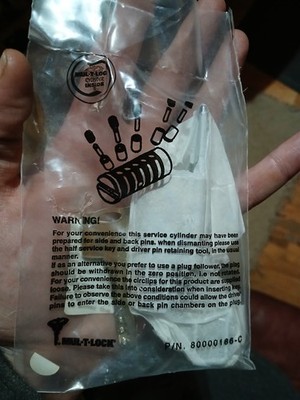 MUL-T-LOCK
WARNING!
For your convenience this service cylinder may have been
prepared for side and back pins. when dismantling please use
the half service key and driver pin retaining tool, in the usual
manner.
If as an alternative you prefer to use a plug follower, the plug
should be withdrawn in the zero position, i.e not rotated.
For your convenience the circlips for this product are supplied
loose. Please take this into consideration when inserting
Failure to observe the above conditions could allow the driver
pins to enter the side or back pin chambers on the plug.
MUL-T-LOCK
P/N. 80000166-C